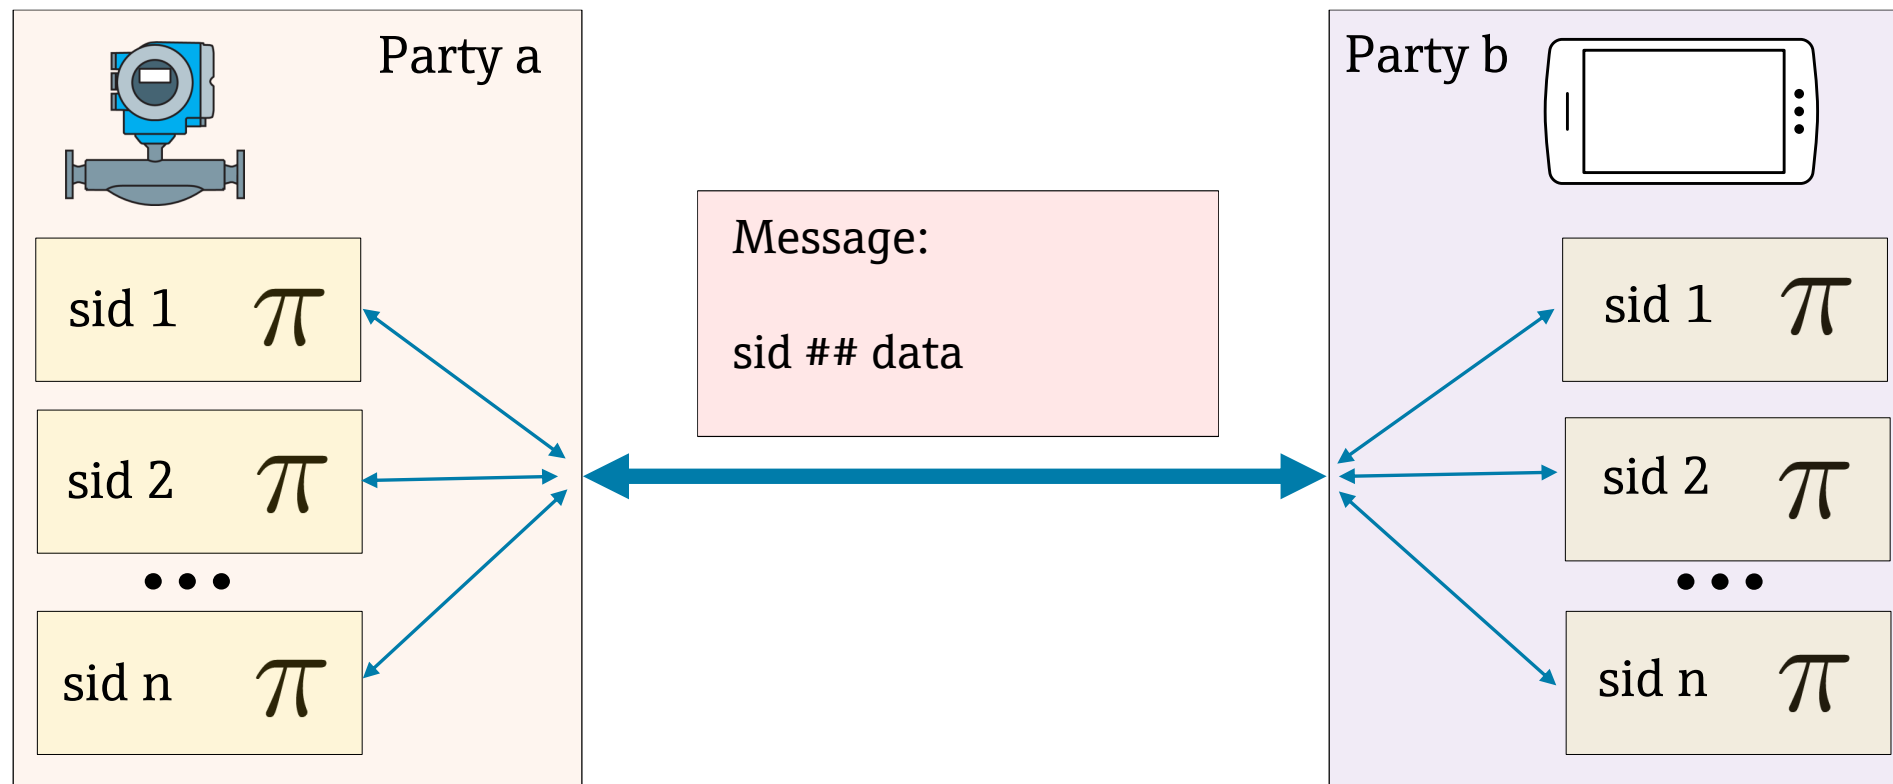 Party a
sid 1 π
sid 2 π
•••
sid n π
Message:
sid ## data
Party b
sid 1 π
sid 2 π
•••
sid n π